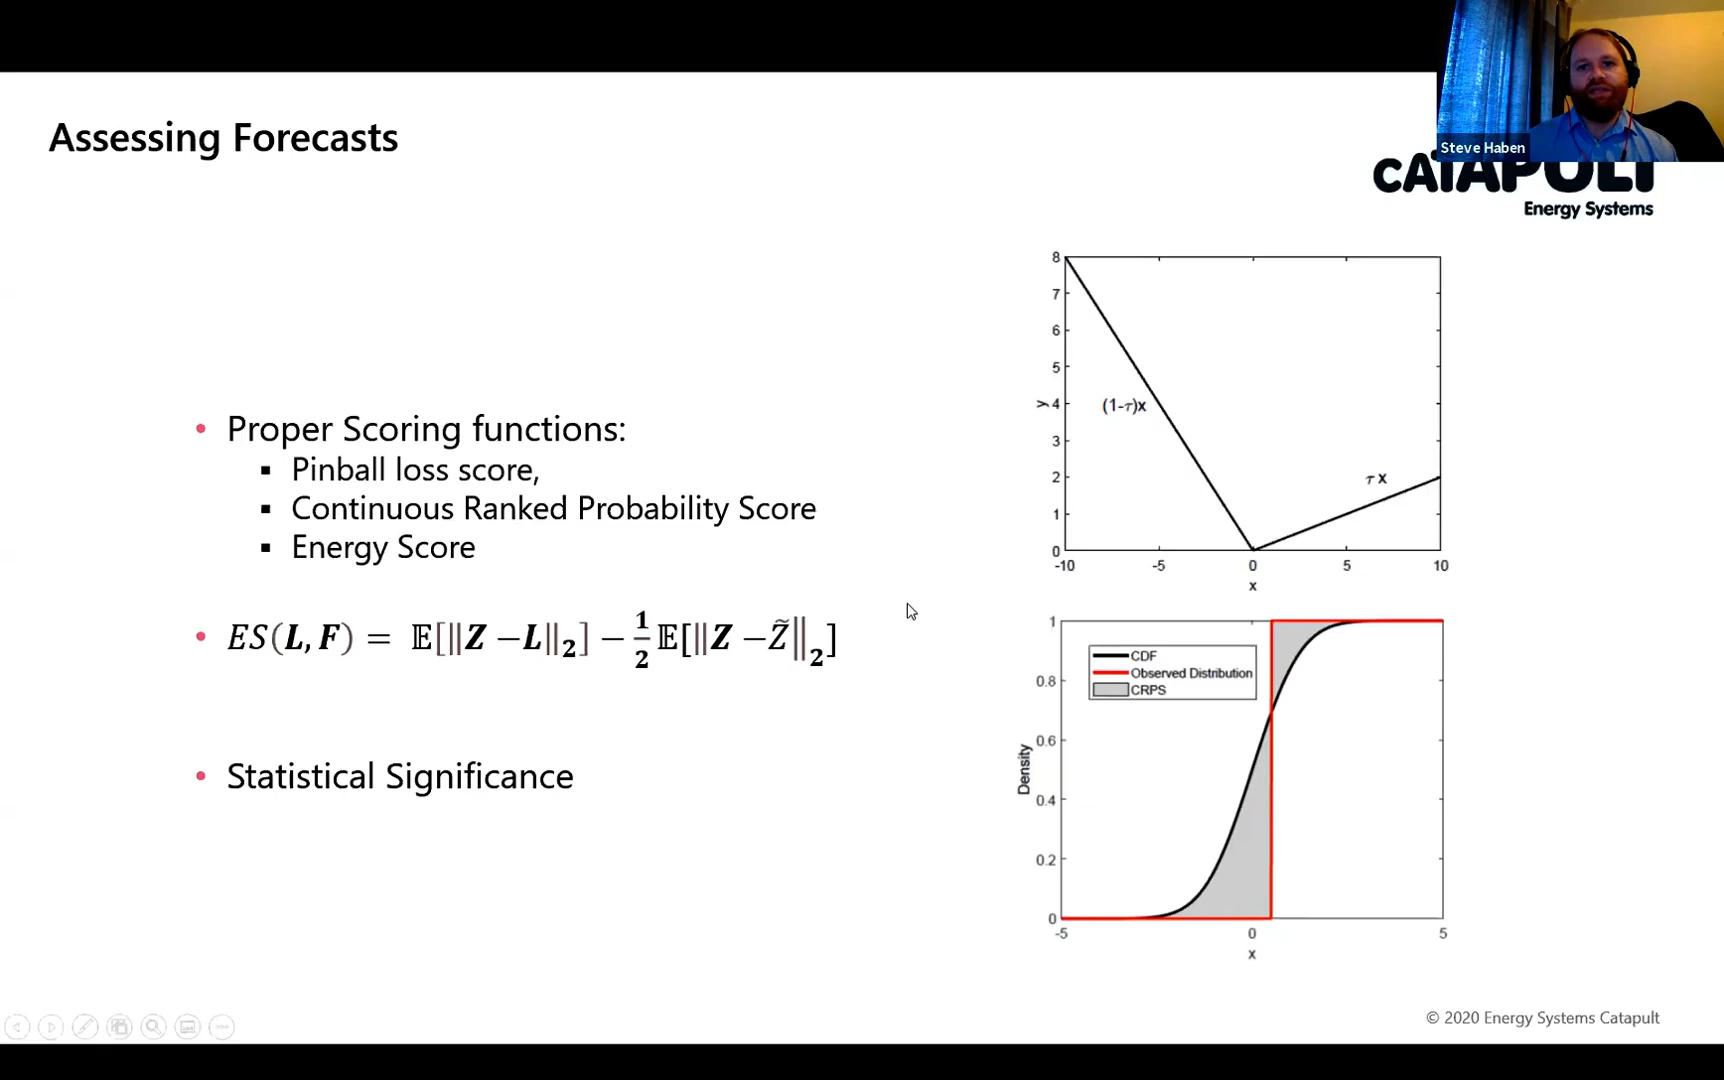 Steve Haben
Assessing Forecasts
CATAPULT
Energy Systems
• Proper Scoring functions:
▪ Pinball loss score,
▪ Continuous Ranked Probability Score
▪ Energy Score
• ES(L, F) = 𝔼[‖Z − L‖₂] − 1/2 𝔼[‖Z − Z̃‖₂]
• Statistical Significance
8
7
6
5
4
3
2
1
0
y
(1-τ)x
τ x
-10 -5 0 5 10
x
1
0.8
0.6
0.4
0.2
0
Density
CDF
Observed Distribution
CRPS
-5 0 5
x
© 2020 Energy Systems Catapult